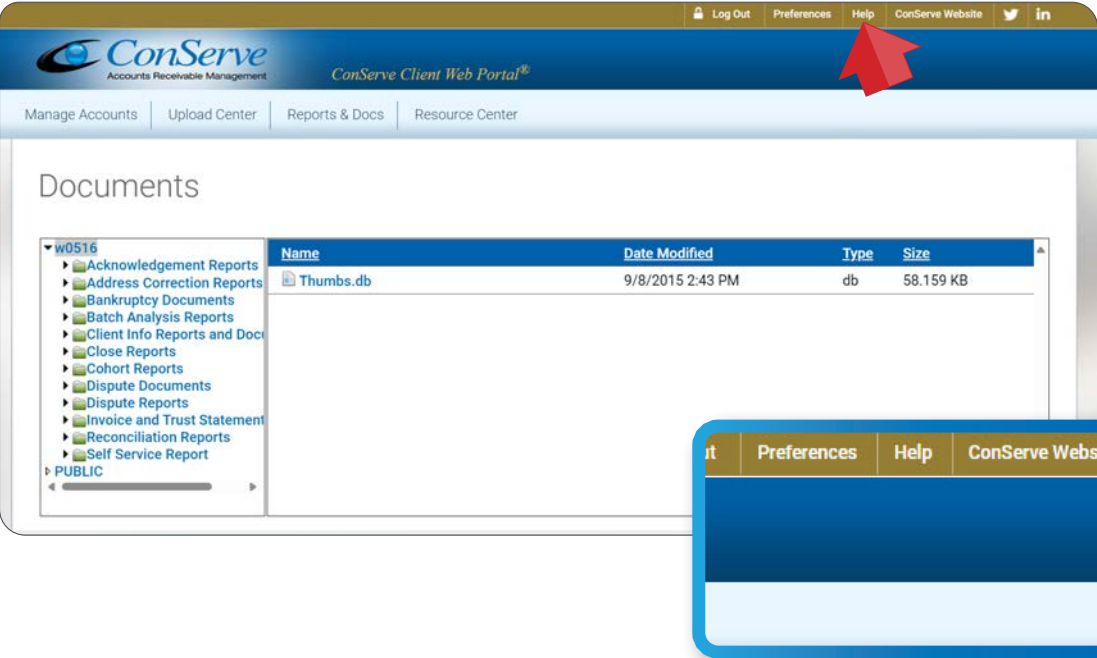 Log Out Preferences Help ConServe Website
ConServe
Accounts Receivable Management
ConServe Client Web Portal®
Manage Accounts Upload Center Reports & Docs Resource Center
Documents
w0516
Acknowledgement Reports
Address Correction Reports
Bankruptcy Documents
Batch Analysis Reports
Client Info Reports and Docu
Close Reports
Cohort Reports
Dispute Documents
Dispute Reports
Invoice and Trust Statement
Reconciliation Reports
Self Service Report
PUBLIC
Name Date Modified Type Size
Thumbs.db 9/8/2015 2:43 PM db 58.159 KB
ut Preferences Help ConServe Webs